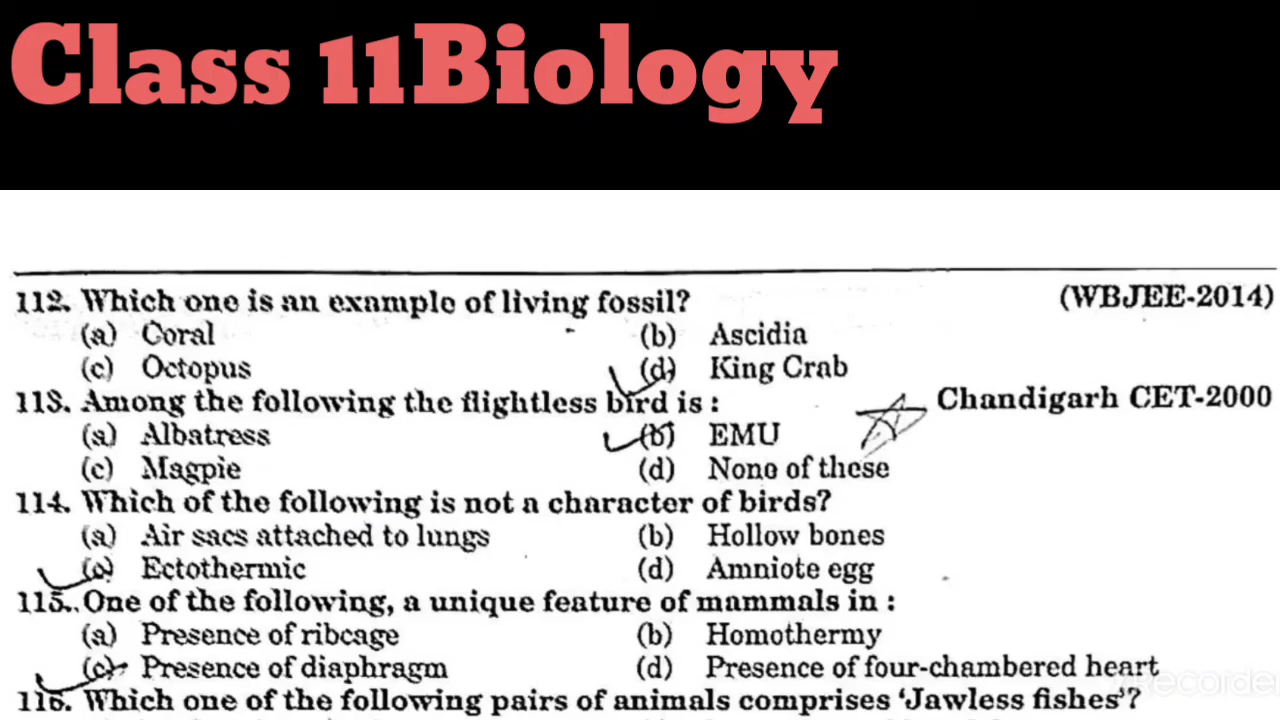 Class 11Biology
112. Which one is an example of living fossil? (WBJEE-2014)
(a) Coral (b) Ascidia
(c) Octopus (d) King Crab
113. Among the following the flightless bird is : Chandigarh CET-2000
(a) Albatress (b) EMU
(c) Magpie (d) None of these
114. Which of the following is not a character of birds?
(a) Air sacs attached to lungs (b) Hollow bones
(c) Ectothermic (d) Amniote egg
115. One of the following, a unique feature of mammals in :
(a) Presence of ribcage (b) Homothermy
(c) Presence of diaphragm (d) Presence of four-chambered heart
Recorder
116. Which one of the following pairs of animals comprises 'Jawless fishes'?